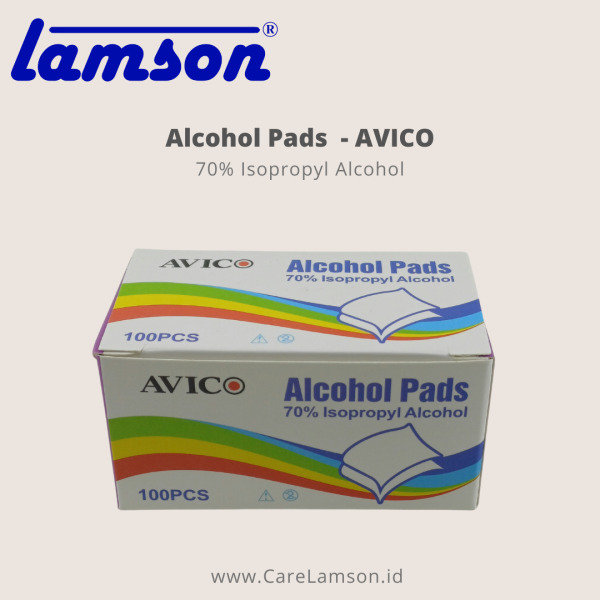 Lamson®
Alcohol Pads - AVICO
70% Isopropyl Alcohol
AVICO
Alcohol Pads
70% Isopropyl Alcohol
100PCS
AVICO
Alcohol Pads
70% Isopropyl Alcohol
100PCS
www.CareLamson.id